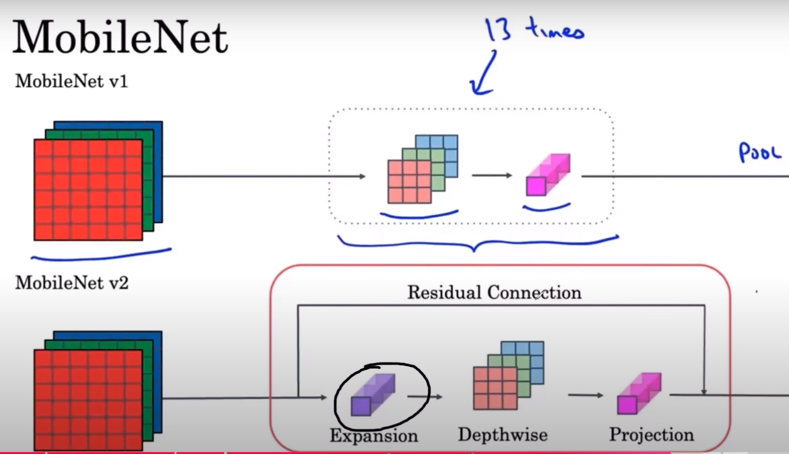 MobileNet
13 times
MobileNet v1
Pool
MobileNet v2
Residual Connection
Expansion
Depthwise
Projection